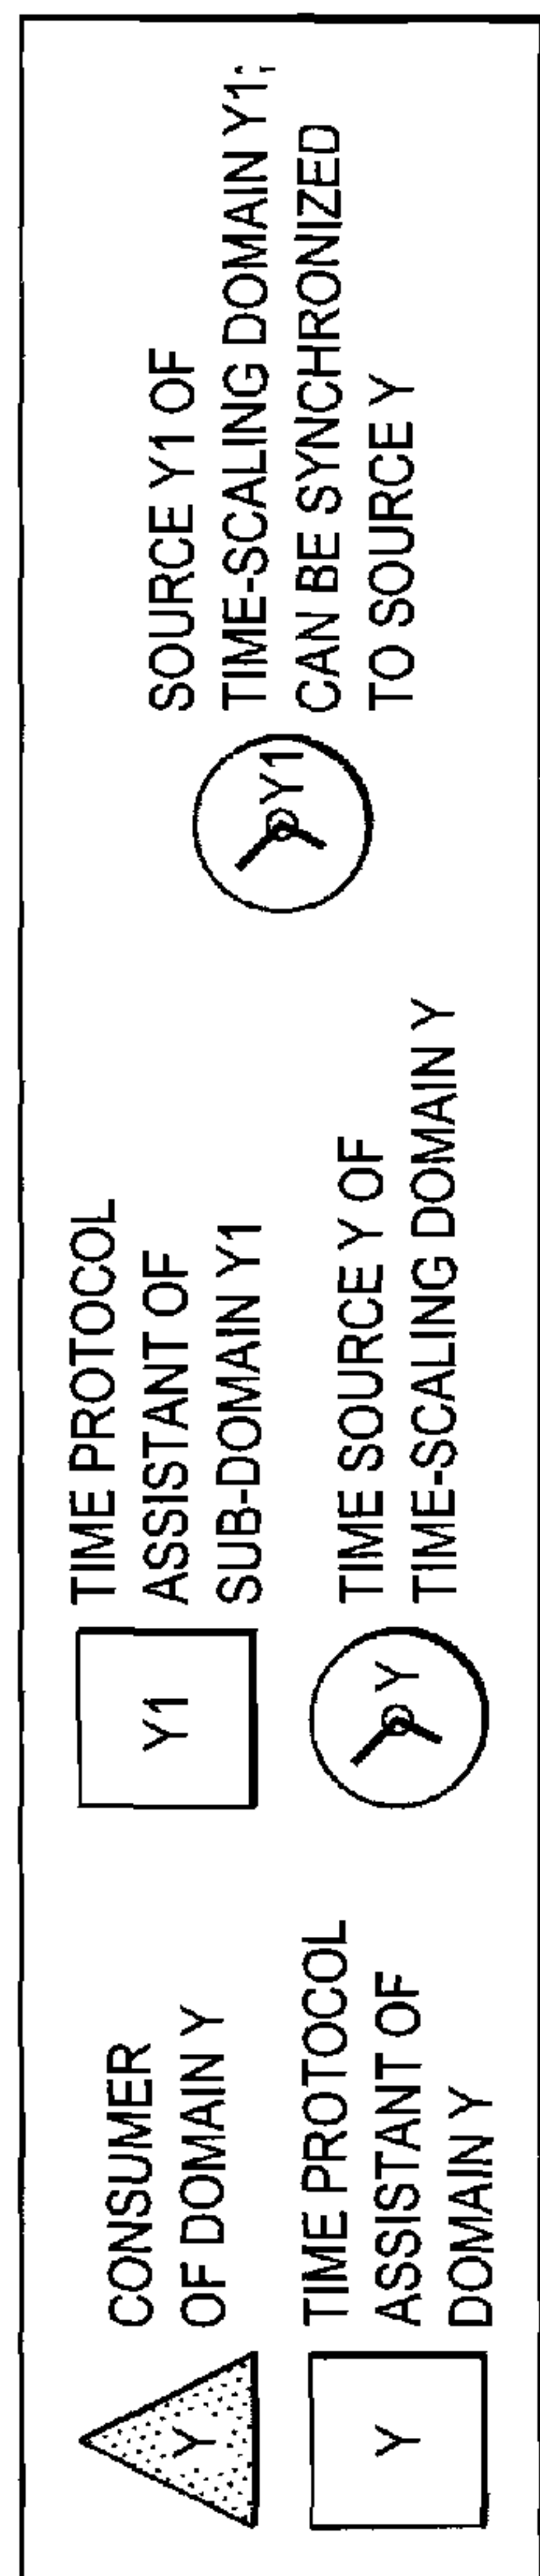 Y
CONSUMER
OF DOMAIN Y
Y
TIME PROTOCOL
ASSISTANT OF
DOMAIN Y
Y1
TIME PROTOCOL
ASSISTANT OF
SUB-DOMAIN Y1
Y
TIME SOURCE Y OF
TIME-SCALING DOMAIN Y
Y1
SOURCE Y1 OF
TIME-SCALING DOMAIN Y1;
CAN BE SYNCHRONIZED
TO SOURCE Y